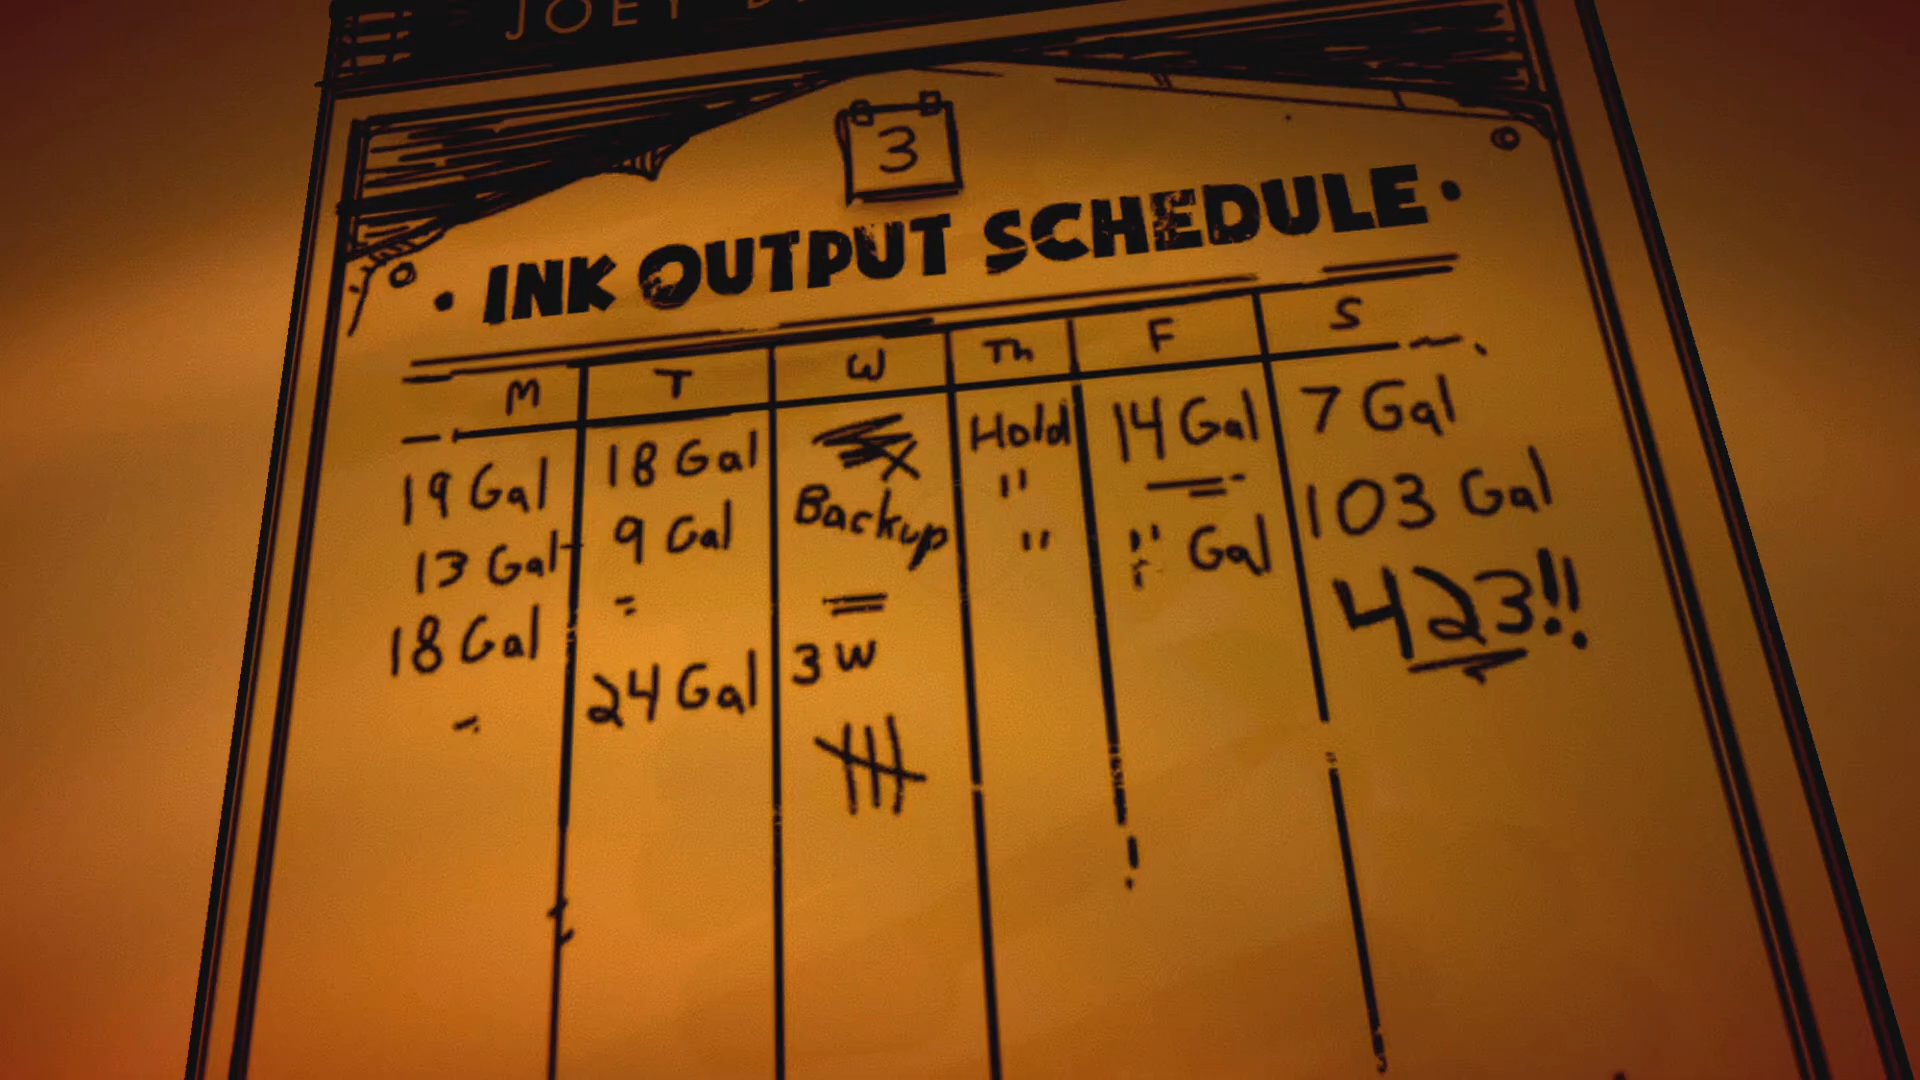 JOEY
3
• INK OUTPUT SCHEDULE •
M T W Th F S
19 Gal 18 Gal X Hold 14 Gal 7 Gal
13 Gal 9 Gal Backup " 103 Gal
18 Gal = = " " Gal 423!!
24 Gal 3 W